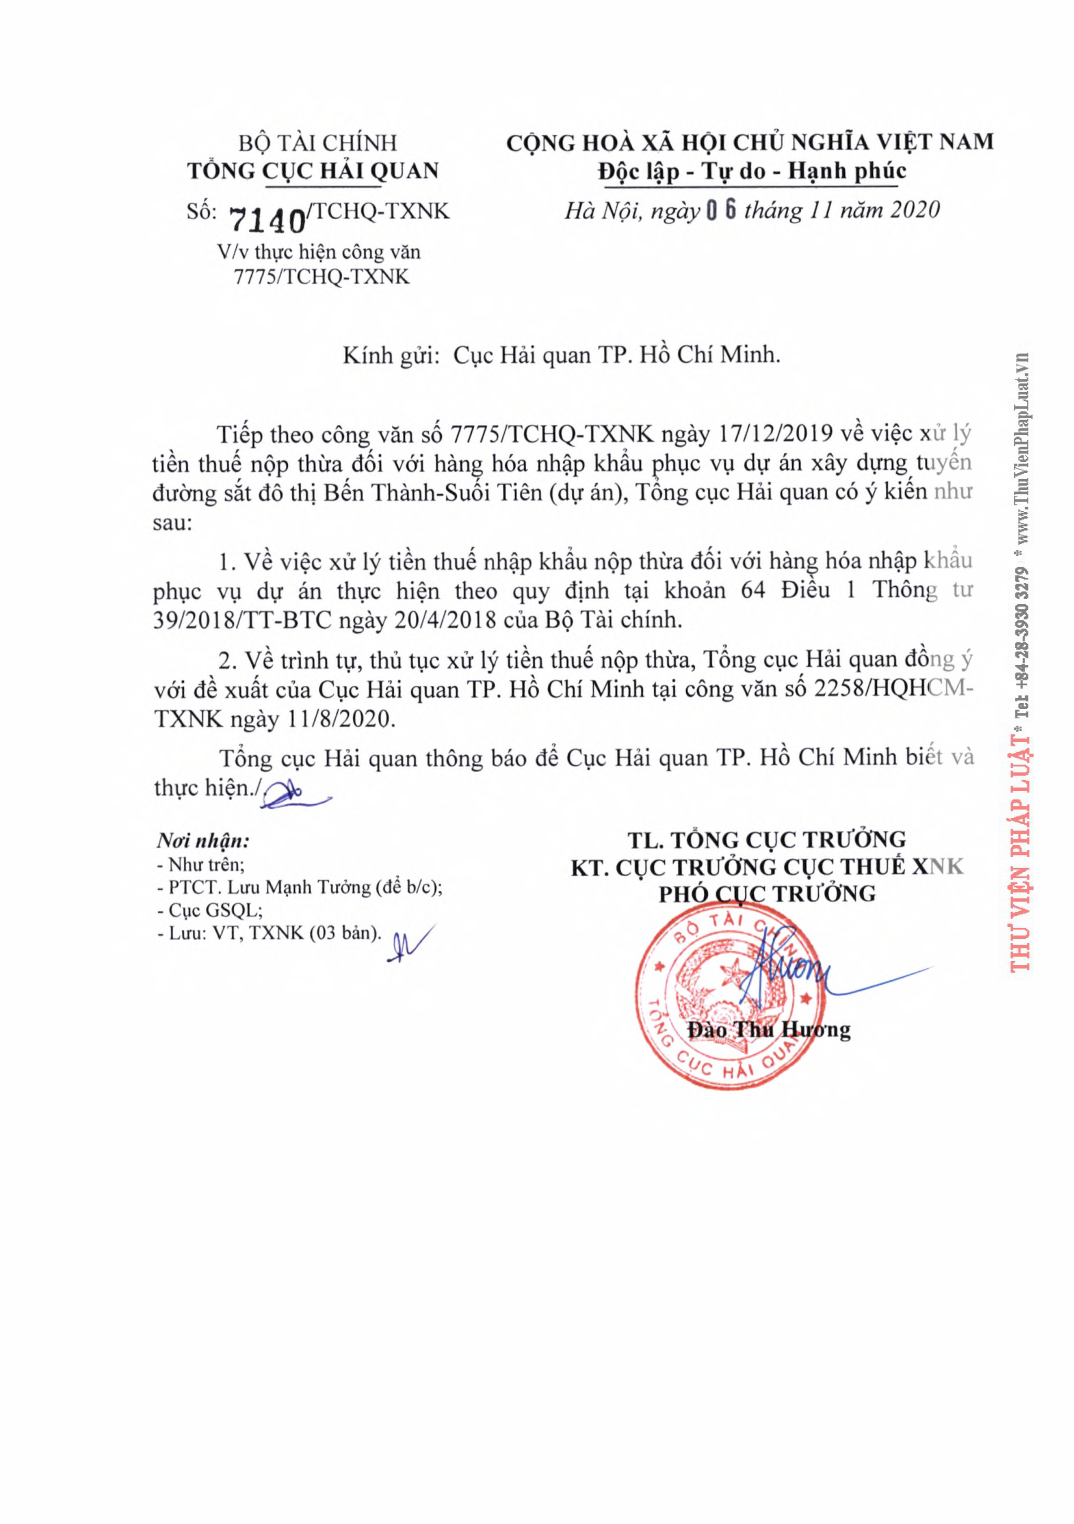 BỘ TÀI CHÍNH
TỔNG CỤC HẢI QUAN
Số: 7140/TCHQ-TXNK
V/v thực hiện công văn
7775/TCHQ-TXNK
CỘNG HOÀ XÃ HỘI CHỦ NGHĨA VIỆT NAM
Độc lập - Tự do - Hạnh phúc
Hà Nội, ngày 06 tháng 11 năm 2020
Kính gửi: Cục Hải quan TP. Hồ Chí Minh.
Tiếp theo công văn số 7775/TCHQ-TXNK ngày 17/12/2019 về việc xử lý
tiền thuế nộp thừa đối với hàng hóa nhập khẩu phục vụ dự án xây dựng tuyến
đường sắt đô thị Bến Thành-Suối Tiên (dự án), Tổng cục Hải quan có ý kiến như
sau:
1. Về việc xử lý tiền thuế nhập khẩu nộp thừa đối với hàng hóa nhập khẩu
phục vụ dự án thực hiện theo quy định tại khoản 64 Điều 1 Thông tư
39/2018/TT-BTC ngày 20/4/2018 của Bộ Tài chính.
2. Về trình tự, thủ tục xử lý tiền thuế nộp thừa, Tổng cục Hải quan đồng ý
với đề xuất của Cục Hải quan TP. Hồ Chí Minh tại công văn số 2258/HQHCM-
TXNK ngày 11/8/2020.
Tổng cục Hải quan thông báo để Cục Hải quan TP. Hồ Chí Minh biết và
thực hiện./.
Nơi nhận:
- Như trên;
- PTCT. Lưu Mạnh Tưởng (để b/c);
- Cục GSQL;
- Lưu: VT, TXNK (03 bản).
TL. TỔNG CỤC TRƯỞNG
KT. CỤC TRƯỞNG CỤC THUẾ XNK
PHÓ CỤC TRƯỞNG
BỘ TÀI CHÍNH
TỔNG CỤC HẢI QUAN
Đào Thu Hương
THƯ VIỆN PHÁP LUẬT * Tel: +84-28-3930 3279 * www.ThuVienPhapLuat.vn